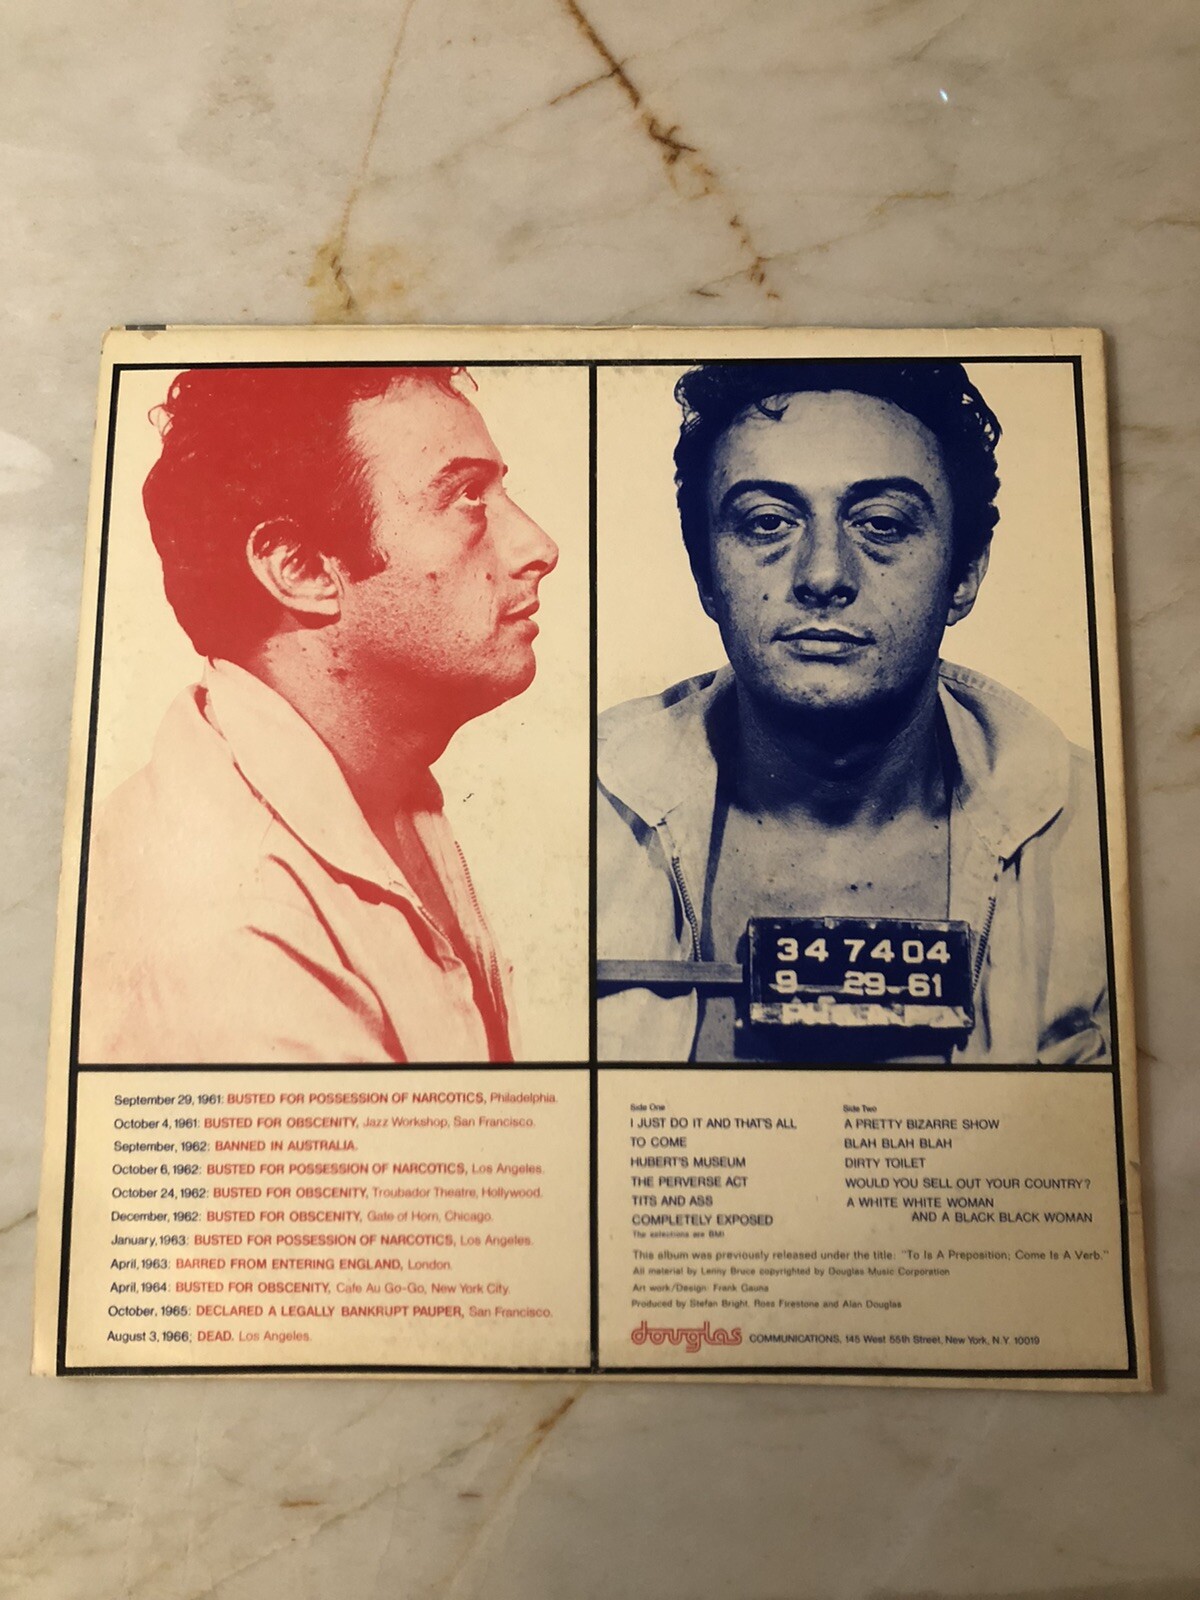 34 7404
9 29-61
September 29, 1961: BUSTED FOR POSSESSION OF NARCOTICS, Philadelphia.
October 4, 1961: BUSTED FOR OBSCENITY, Jazz Workshop, San Francisco.
September, 1962: BANNED IN AUSTRALIA.
October 6, 1962: BUSTED FOR POSSESSION OF NARCOTICS, Los Angeles.
October 24, 1962: BUSTED FOR OBSCENITY, Troubador Theatre, Hollywood.
December, 1962: BUSTED FOR OBSCENITY, Gate of Horn, Chicago.
January, 1963: BUSTED FOR POSSESSION OF NARCOTICS, Los Angeles.
April, 1963: BARRED FROM ENTERING ENGLAND, London.
April, 1964: BUSTED FOR OBSCENITY, Cafe Au Go-Go, New York City.
October, 1965: DECLARED A LEGALLY BANKRUPT PAUPER, San Francisco.
August 3, 1966; DEAD. Los Angeles.
Side One
I JUST DO IT AND THAT'S ALL
TO COME
HUBERT'S MUSEUM
THE PERVERSE ACT
TITS AND ASS
COMPLETELY EXPOSED
The selections are BMI
Side Two
A PRETTY BIZARRE SHOW
BLAH BLAH BLAH
DIRTY TOILET
WOULD YOU SELL OUT YOUR COUNTRY?
A WHITE WHITE WOMAN
AND A BLACK BLACK WOMAN
This album was previously released under the title: "To Is A Preposition; Come Is A Verb."
All material by Lenny Bruce copyrighted by Douglas Music Corporation
Art work/Design: Frank Gauna
Produced by Stefan Bright, Ross Firestone and Alan Douglas
douglas COMMUNICATIONS, 145 West 55th Street, New York, N.Y. 10019